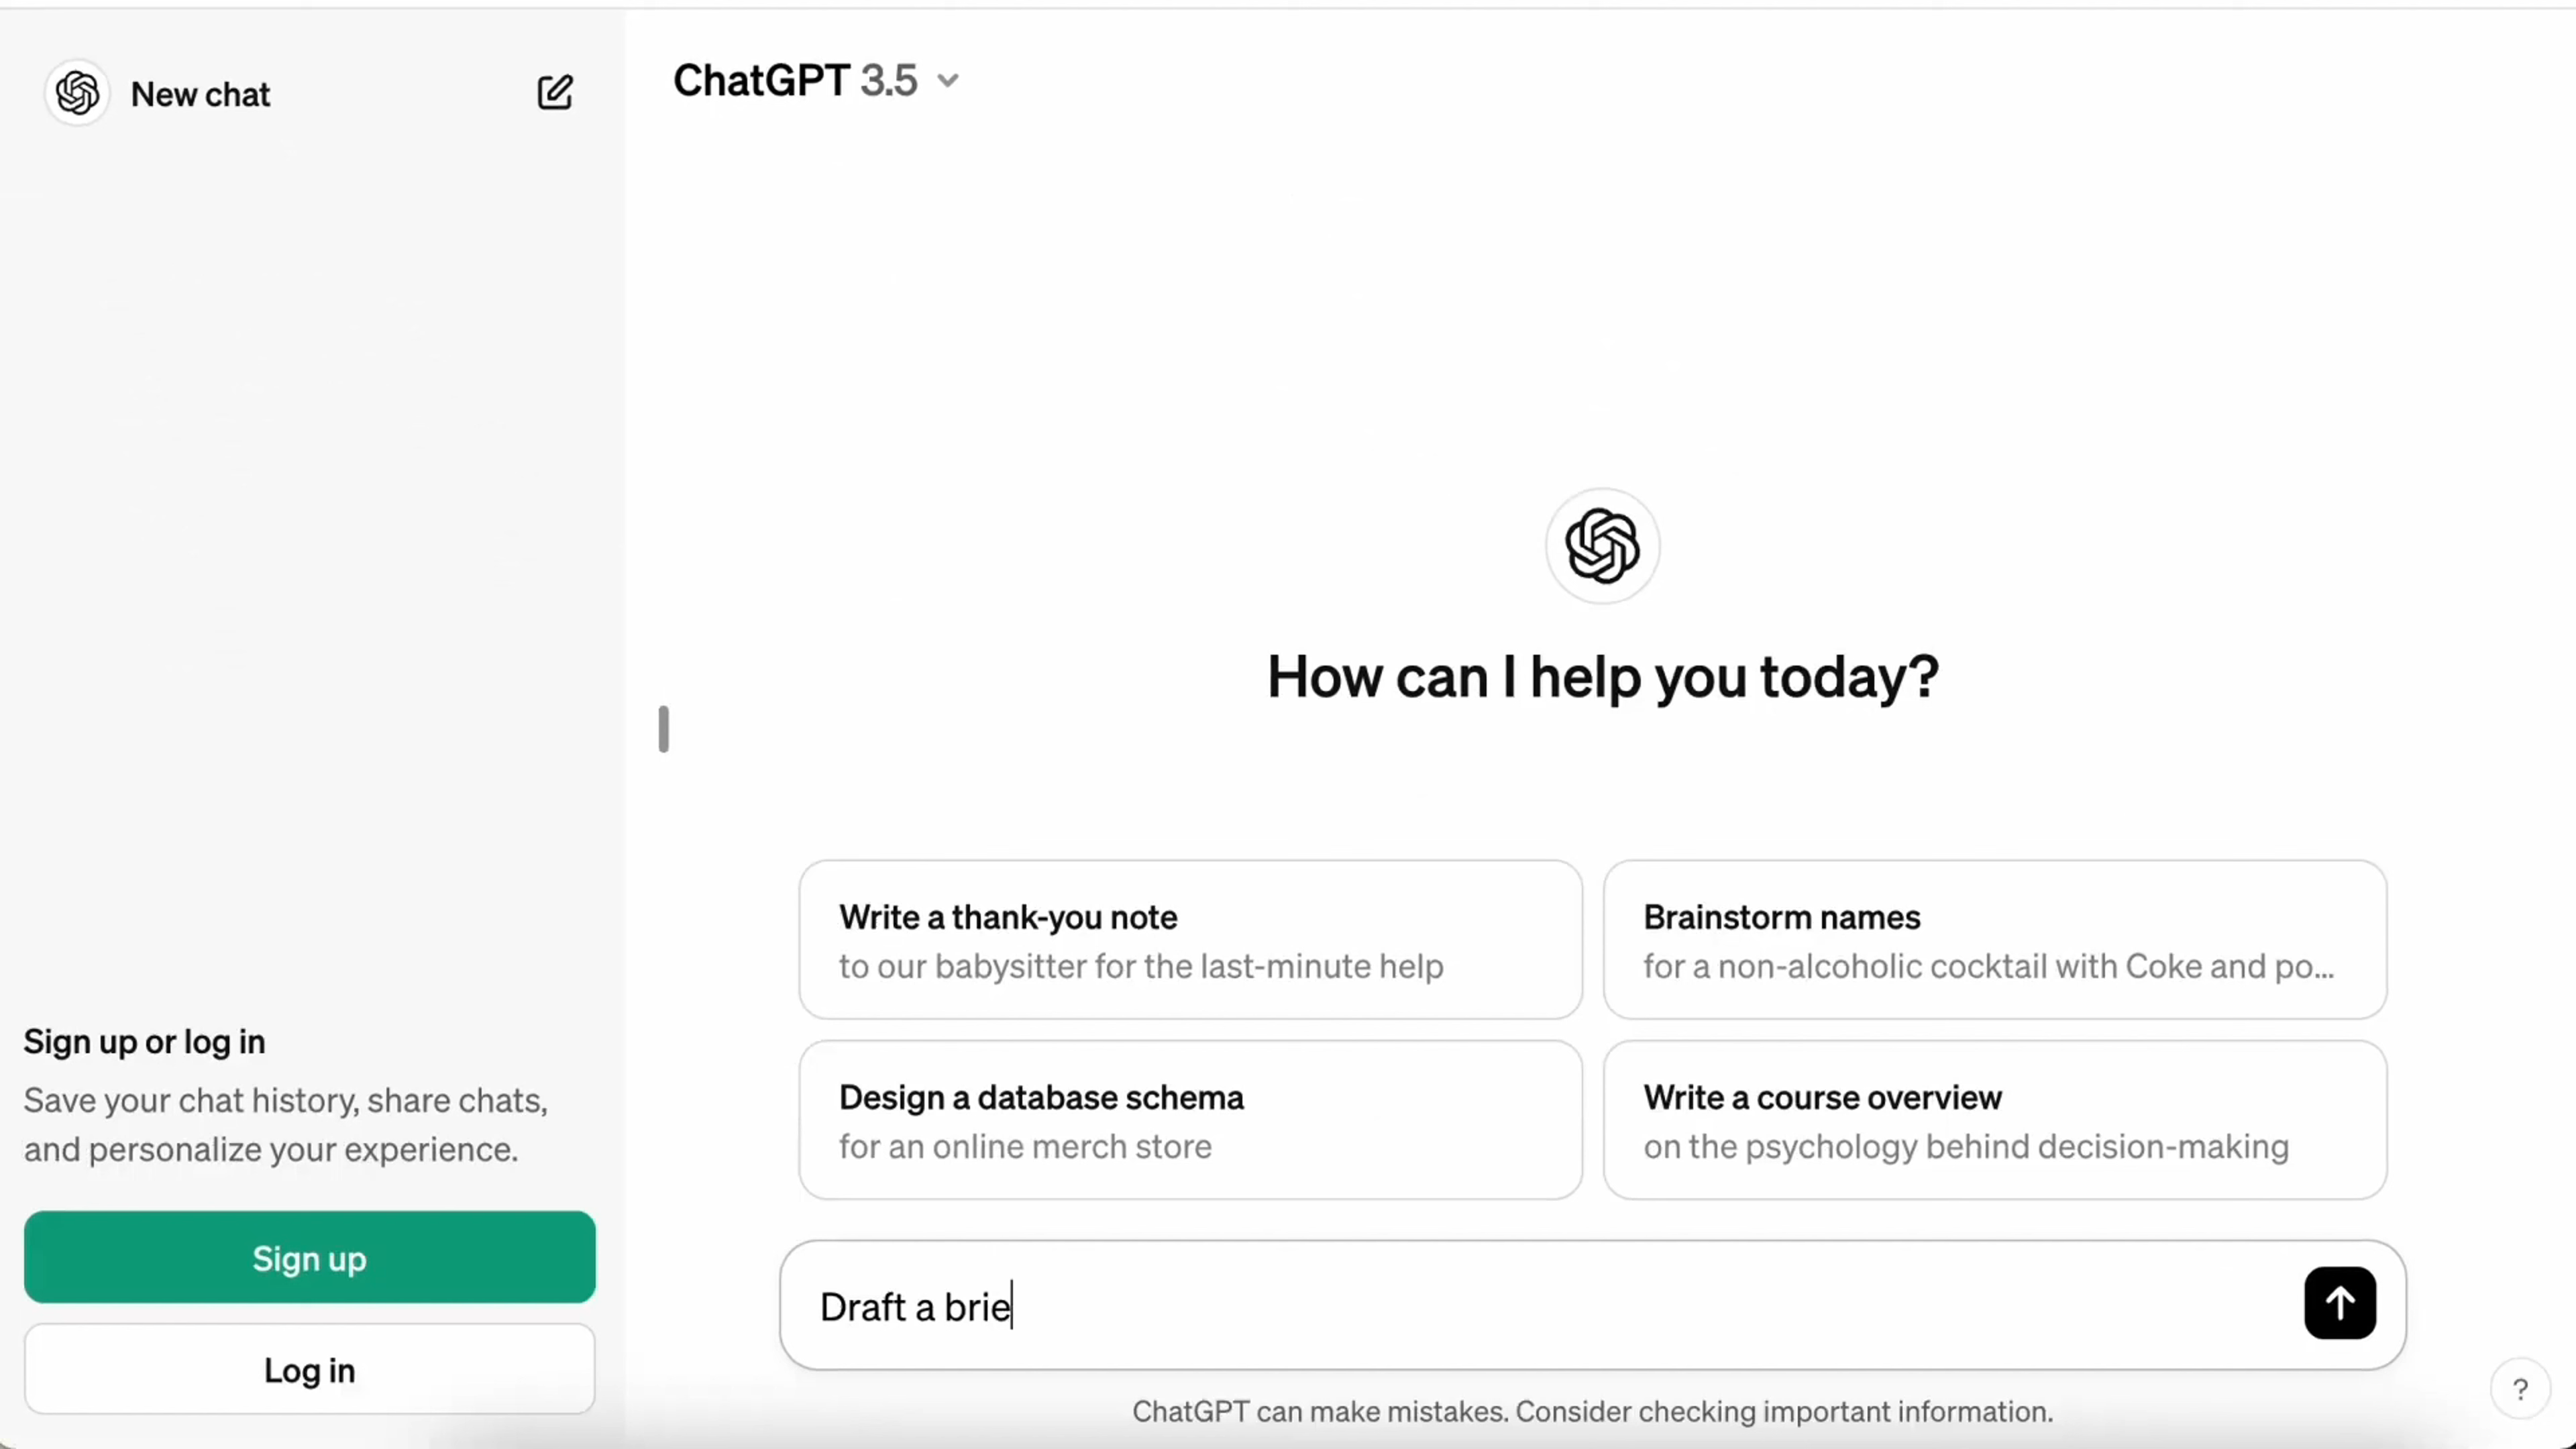 New chat
ChatGPT 3.5
How can I help you today?
Write a thank-you note
to our babysitter for the last-minute help
Brainstorm names
for a non-alcoholic cocktail with Coke and po...
Design a database schema
for an online merch store
Write a course overview
on the psychology behind decision-making
Sign up or log in
Save your chat history, share chats,
and personalize your experience.
Sign up
Log in
Draft a brie
ChatGPT can make mistakes. Consider checking important information.
?